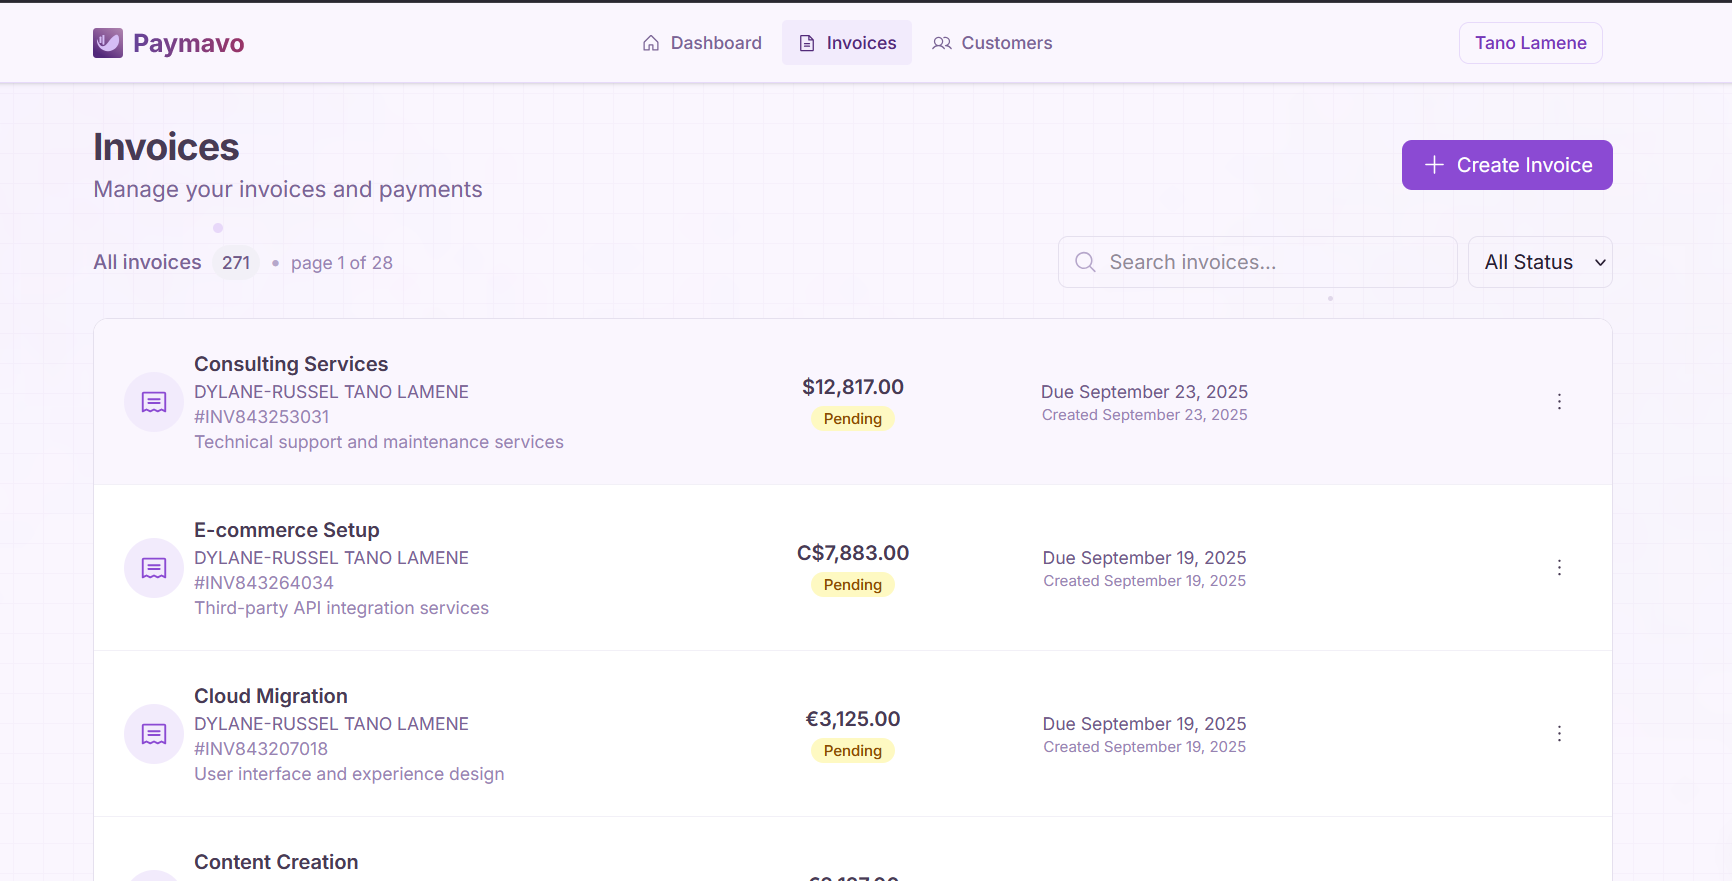 Paymavo
Dashboard
Invoices
Customers
Tano Lamene
Invoices
Manage your invoices and payments
Create Invoice
All invoices 271 • page 1 of 28
Search invoices...
All Status
Consulting Services
DYLANE-RUSSEL TANO LAMENE
#INV843253031
Technical support and maintenance services
$12,817.00
Pending
Due September 23, 2025
Created September 23, 2025
E-commerce Setup
DYLANE-RUSSEL TANO LAMENE
#INV843264034
Third-party API integration services
C$7,883.00
Pending
Due September 19, 2025
Created September 19, 2025
Cloud Migration
DYLANE-RUSSEL TANO LAMENE
#INV843207018
User interface and experience design
€3,125.00
Pending
Due September 19, 2025
Created September 19, 2025
Content Creation